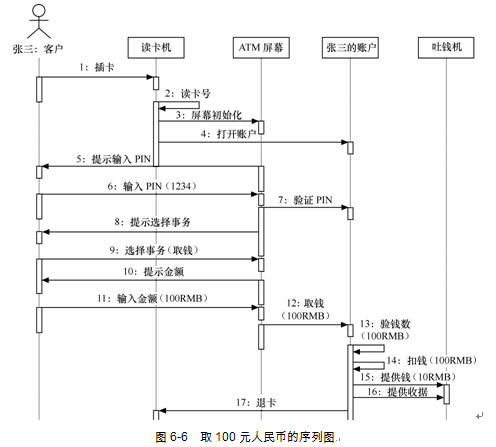 张三：客户
读卡机
ATM 屏幕
张三的账户
吐钱机
1：插卡
2：读卡号
3：屏幕初始化
4：打开账户
5：提示输入 PIN
6：输入 PIN（1234）
7：验证 PIN
8：提示选择事务
9：选择事务（取钱）
10：提示金额
11：输入金额（100RMB）
12：取钱
（100RMB）
13：验钱数
（100RMB）
14：扣钱（100RMB）
15：提供钱（10RMB）
16：提供收据
17：退卡
图 6-6 取 100 元人民币的序列图.